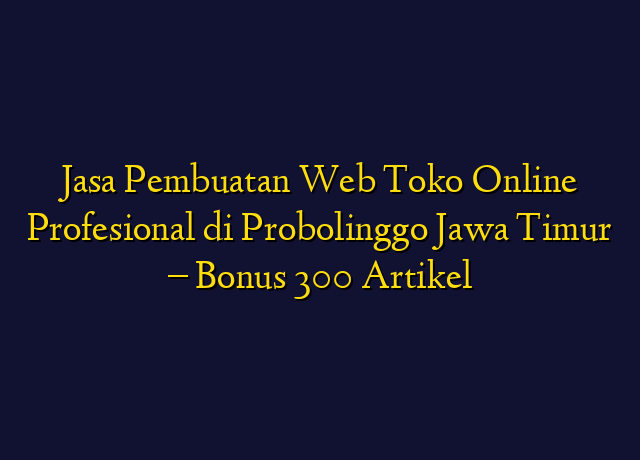 Jasa Pembuatan Web Toko Online
Profesional di Probolinggo Jawa Timur
– Bonus 300 Artikel